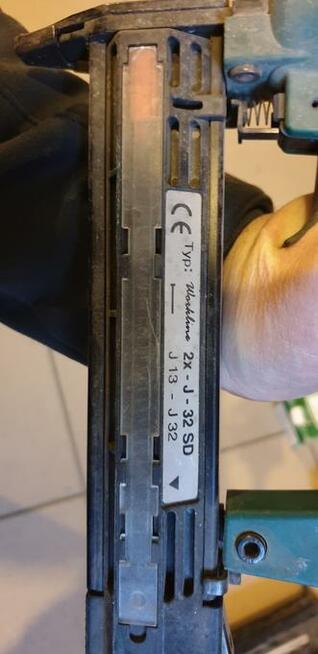 CE Typ: Workline 2x - J - 32 SD
J 13 - J 32